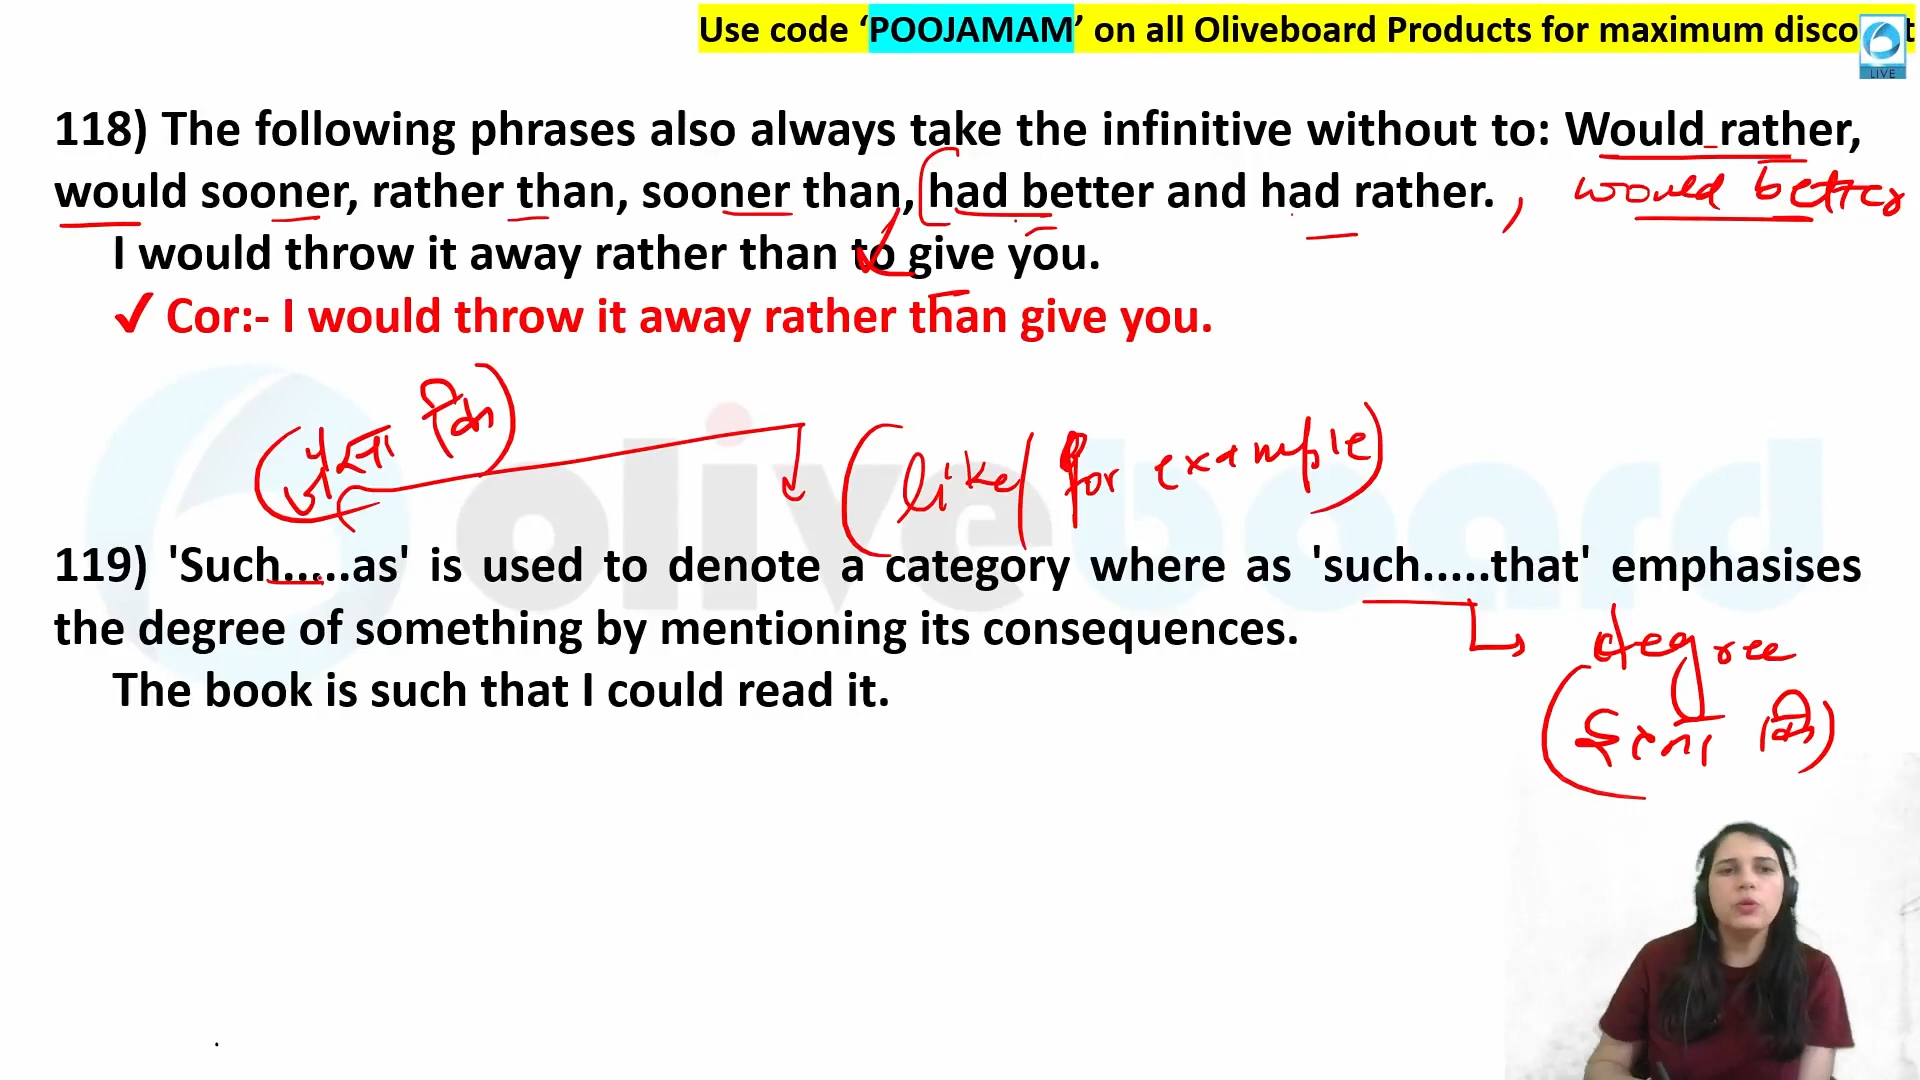 Use code ‘POOJAMAM’ on all Oliveboard Products for maximum disco t
LIVE
118) The following phrases also always take the infinitive without to: Would rather,
would sooner, rather than, sooner than, had better and had rather. , would better
I would throw it away rather than to give you.
✓ Cor:- I would throw it away rather than give you.
(जैसा कि)
(like/ for example)
oliveboard
119) 'Such.....as' is used to denote a category where as 'such.....that' emphasises
the degree of something by mentioning its consequences.
degree
The book is such that I could read it.
(इतना कि)